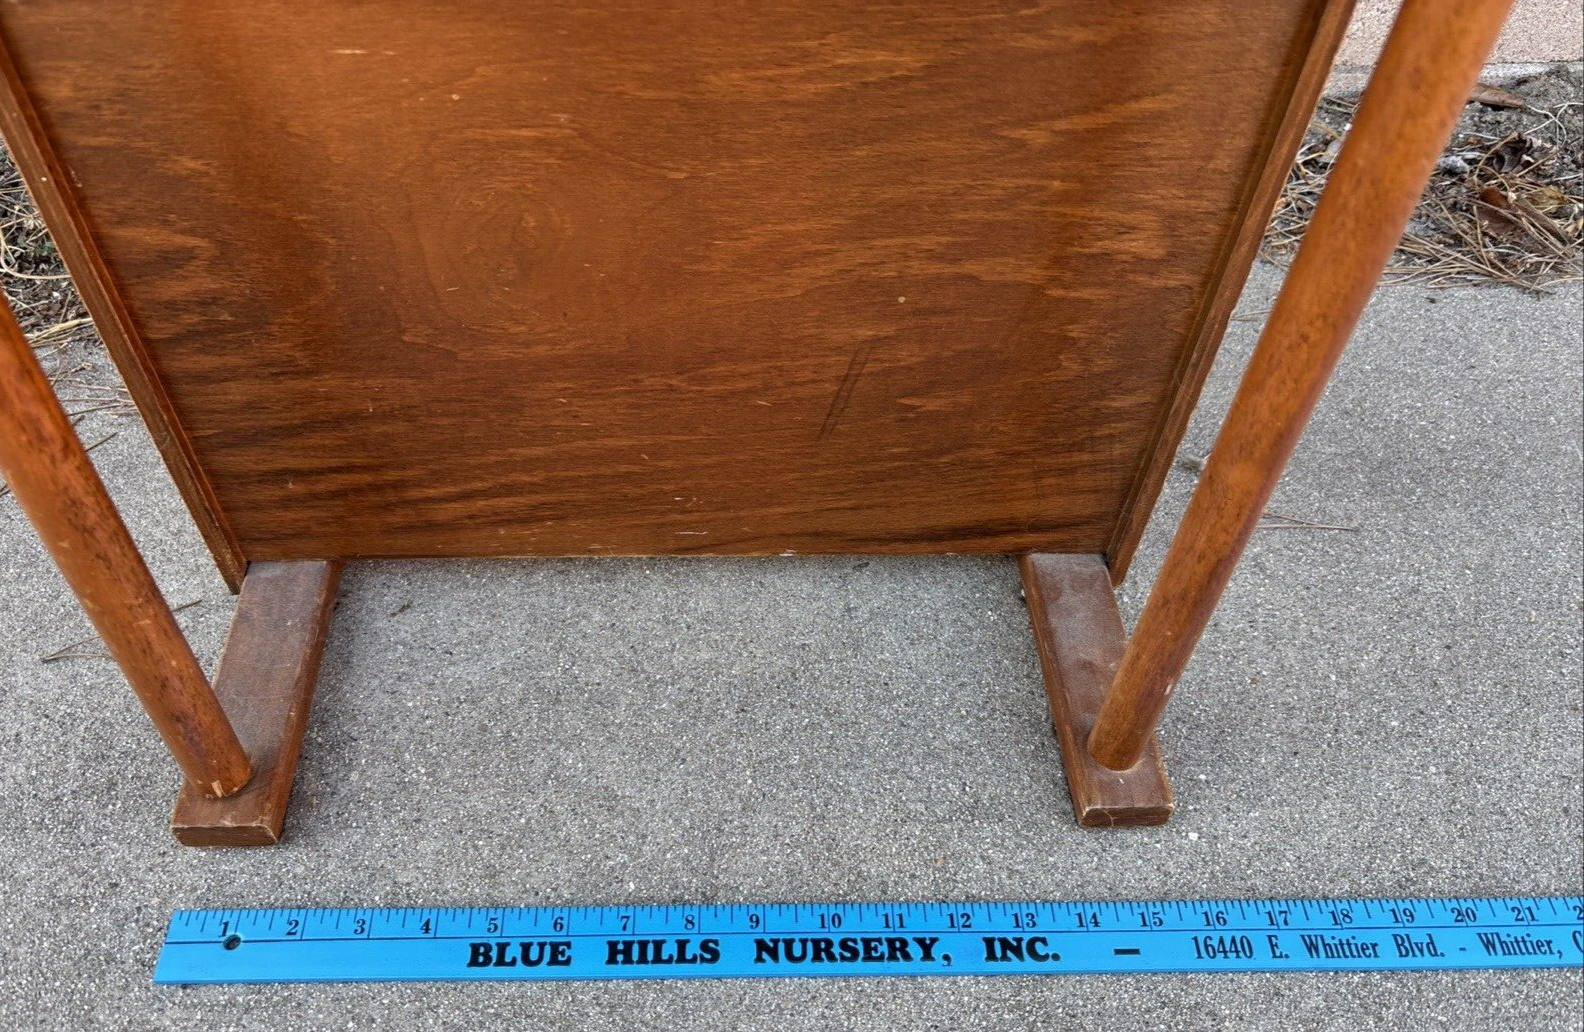 1 2 3 4 5 6 7 8 9 10 11 12 13 14 15 16 17 18 19 20 21
BLUE HILLS NURSERY, INC. — 16440 E. Whittier Blvd. - Whittier,